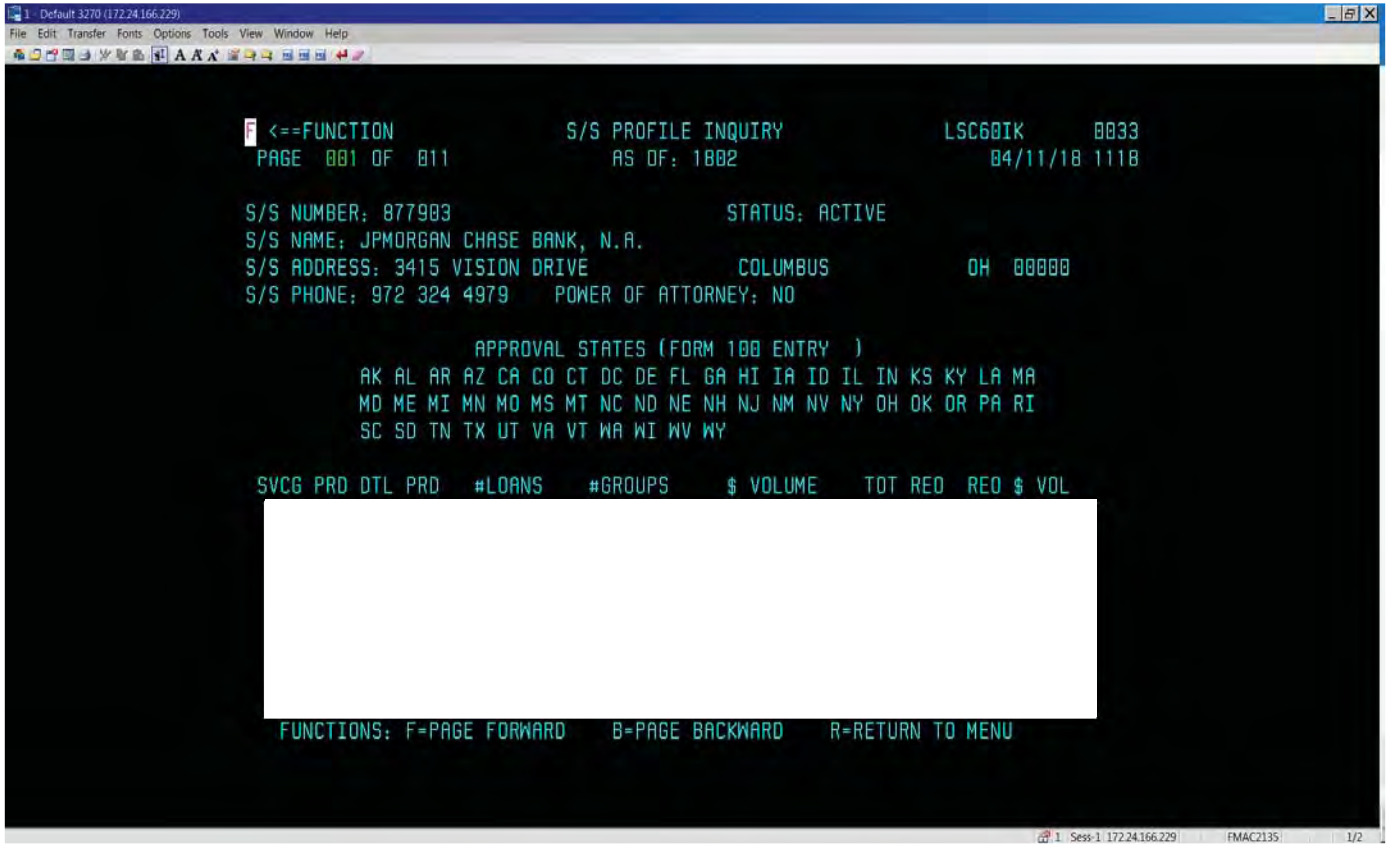 1 - Default 3270 (172.24.166.229)
File Edit Transfer Fonts Options Tools View Window Help
F <==FUNCTION S/S PROFILE INQUIRY LSC60IK 0033
PAGE 001 OF 011 AS OF: 1802 04/11/18 1118
S/S NUMBER: 877903 STATUS: ACTIVE
S/S NAME: JPMORGAN CHASE BANK, N.A.
S/S ADDRESS: 3415 VISION DRIVE COLUMBUS OH 00000
S/S PHONE: 972 324 4979 POWER OF ATTORNEY: NO
APPROVAL STATES (FORM 100 ENTRY )
AK AL AR AZ CA CO CT DC DE FL GA HI IA ID IL IN KS KY LA MA
MD ME MI MN MO MS MT NC ND NE NH NJ NM NV NY OH OK OR PA RI
SC SD TN TX UT VA VT WA WI WV WY
SVCG PRD DTL PRD #LOANS #GROUPS $ VOLUME TOT REO REO $ VOL
FUNCTIONS: F=PAGE FORWARD B=PAGE BACKWARD R=RETURN TO MENU
1 Sess-1 172.24.166.229 FMAC2135 1/2